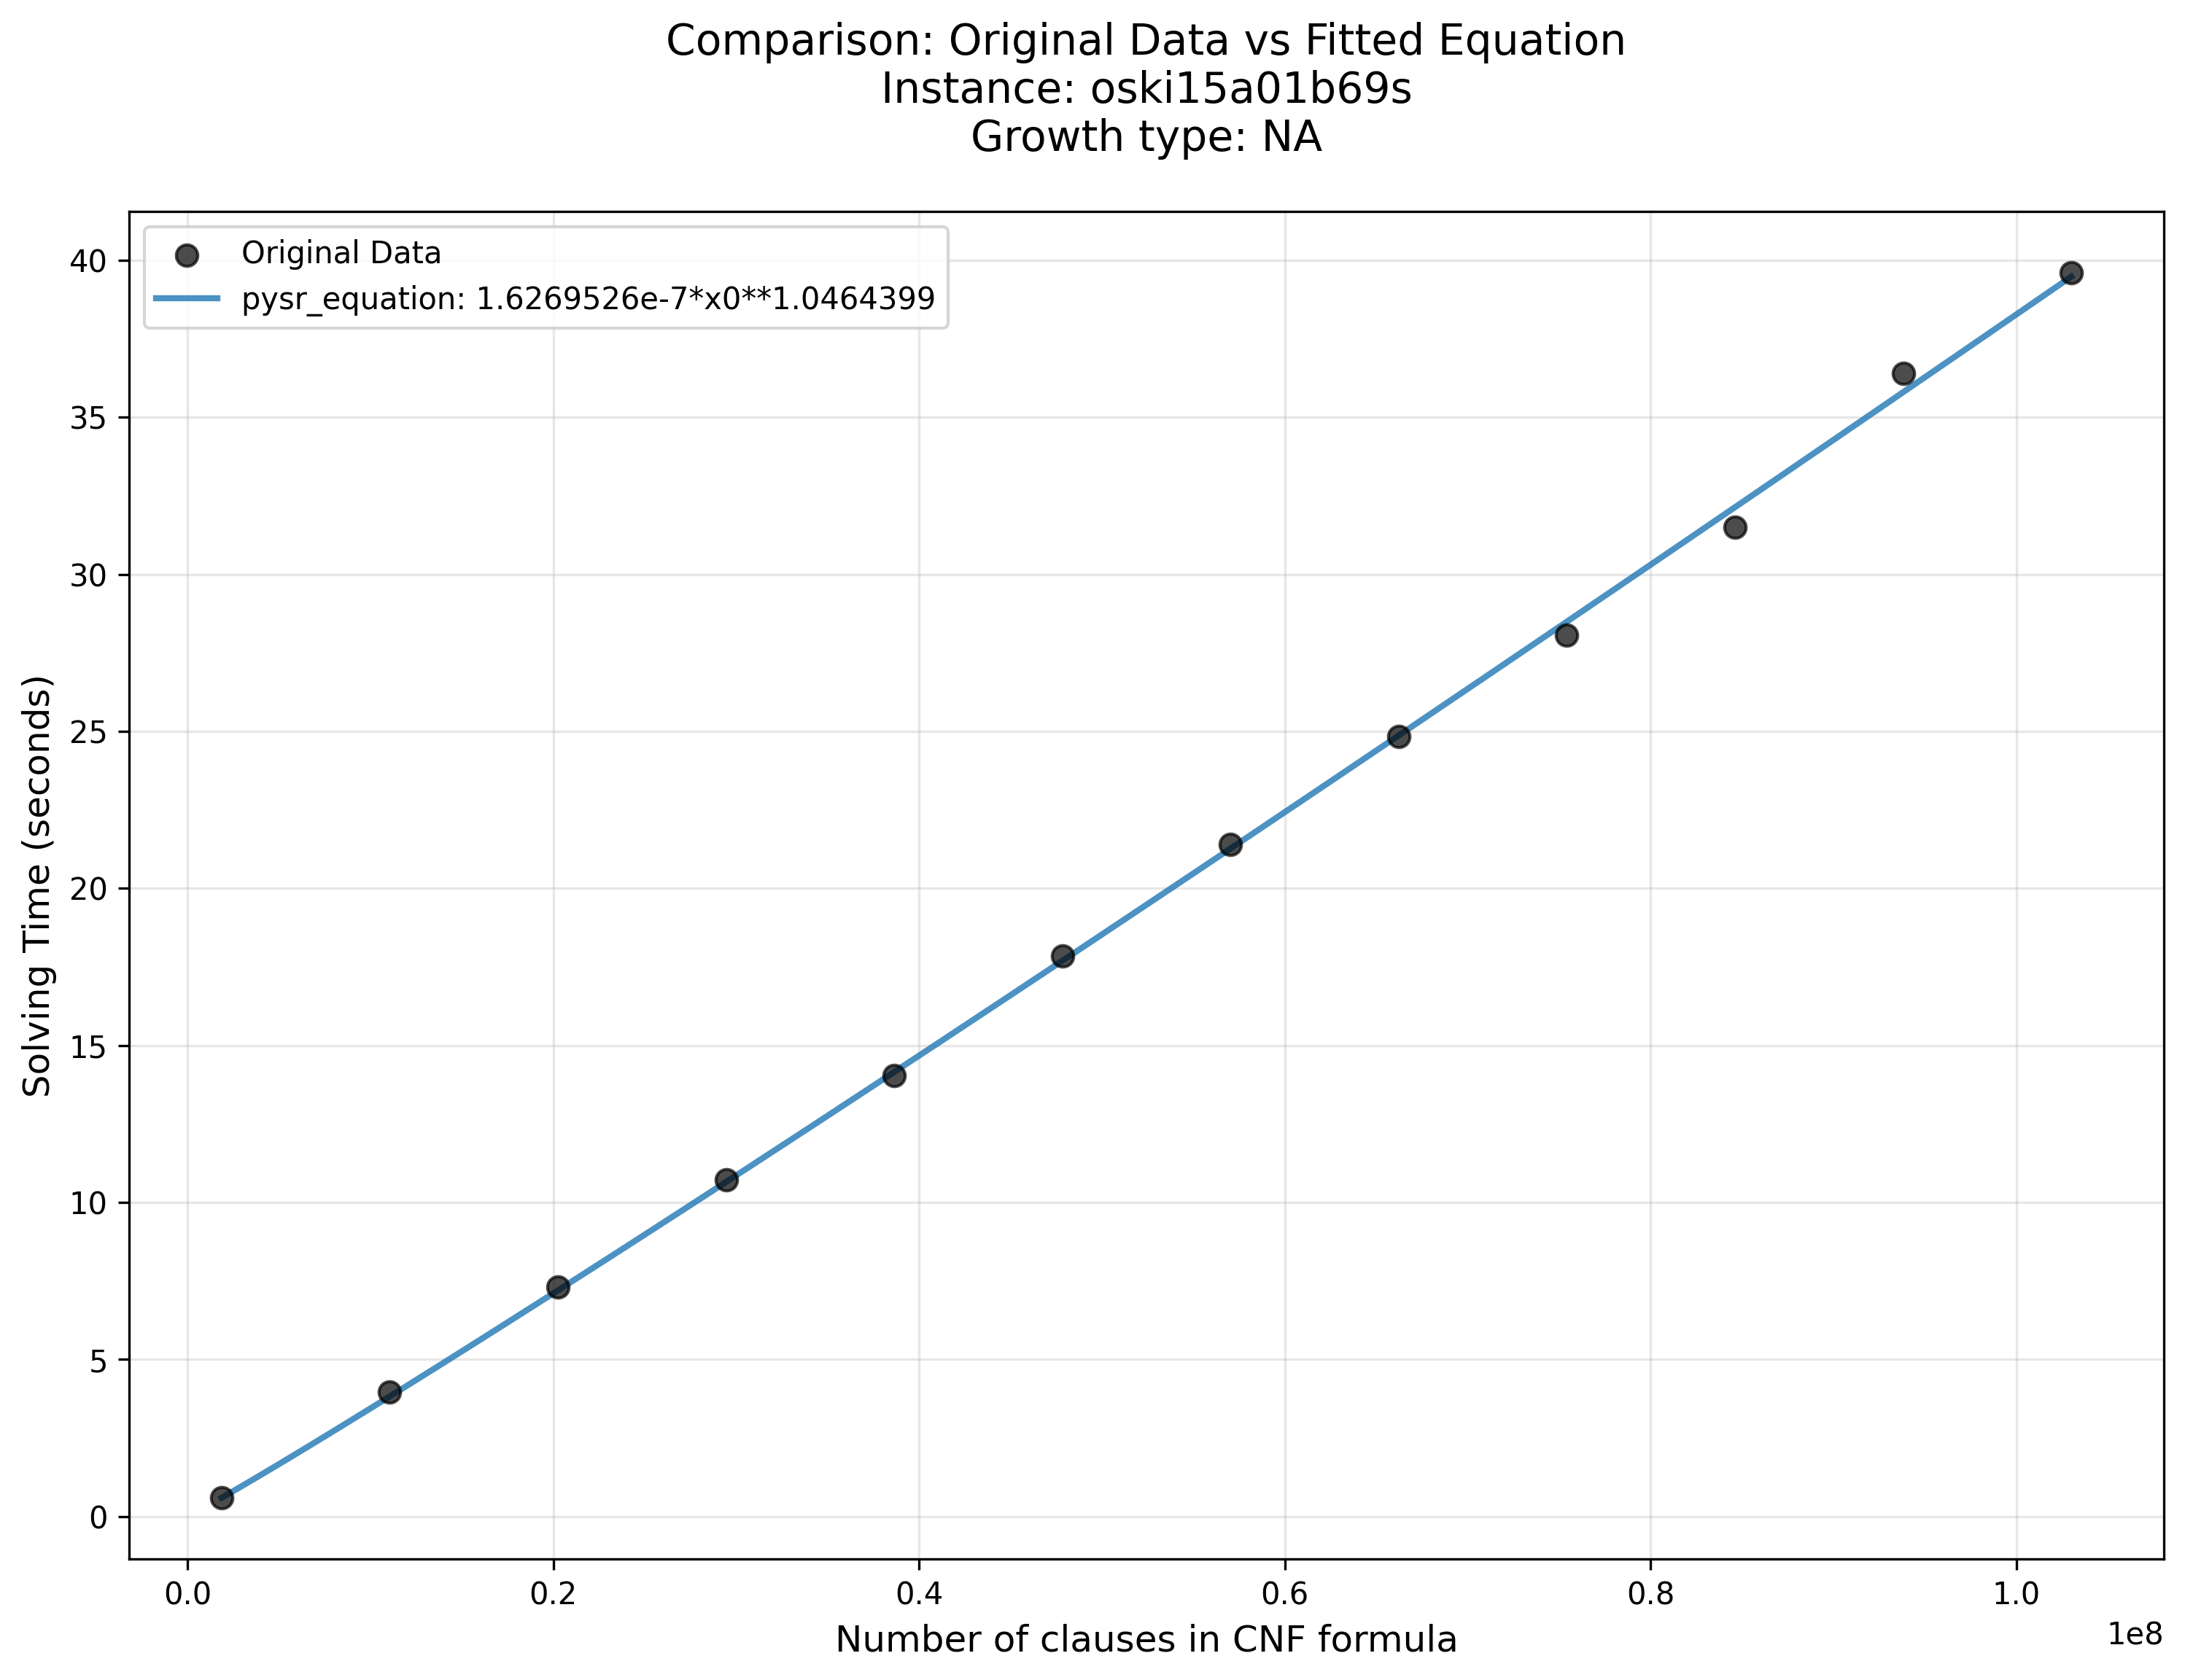 Comparison: Original Data vs Fitted Equation
Instance: oski15a01b69s
Growth type: NA
Original Data
pysr_equation: 1.6269526e-7*x0**1.0464399
40
35
30
25
20
15
10
5
0
Solving Time (seconds)
0.0 0.2 0.4 0.6 0.8 1.0
1e8
Number of clauses in CNF formula